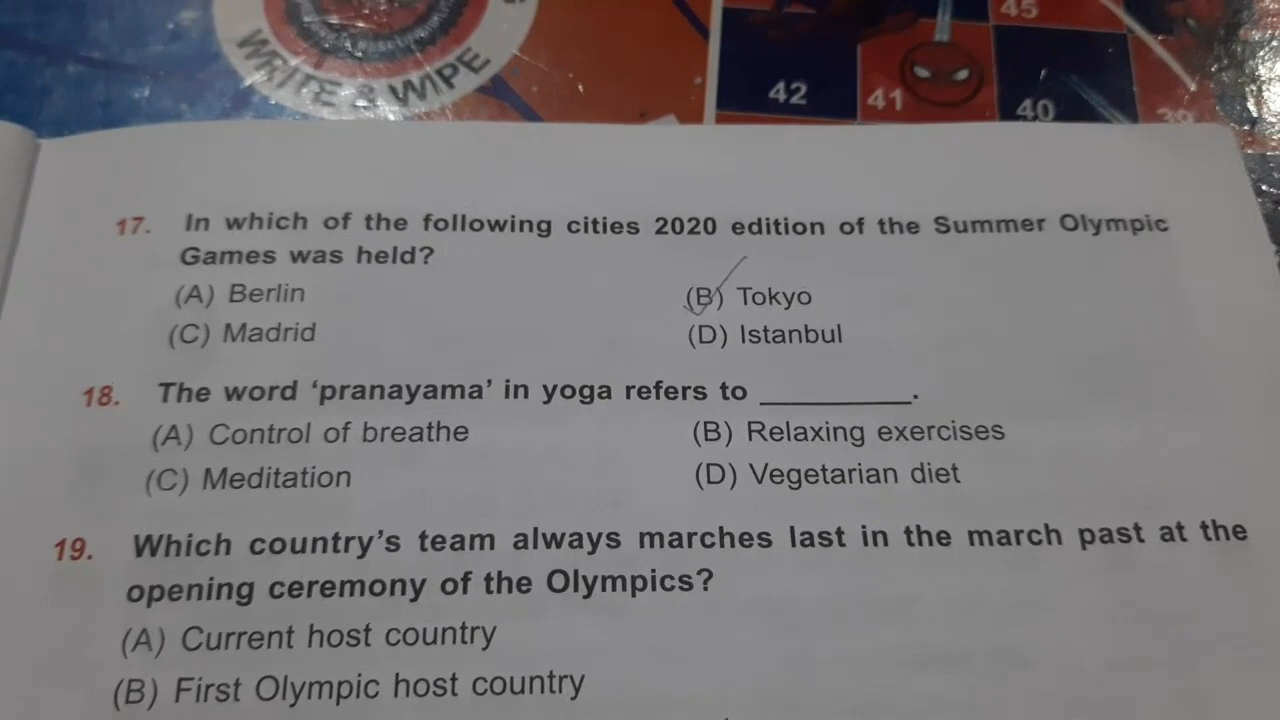 45
WRITE & WIPE
42
41
40
39
17. In which of the following cities 2020 edition of the Summer Olympic
Games was held?
(A) Berlin
(B) Tokyo
(C) Madrid
(D) Istanbul
18. The word ‘pranayama’ in yoga refers to __________.
(A) Control of breathe
(B) Relaxing exercises
(C) Meditation
(D) Vegetarian diet
19. Which country’s team always marches last in the march past at the
opening ceremony of the Olympics?
(A) Current host country
(B) First Olympic host country